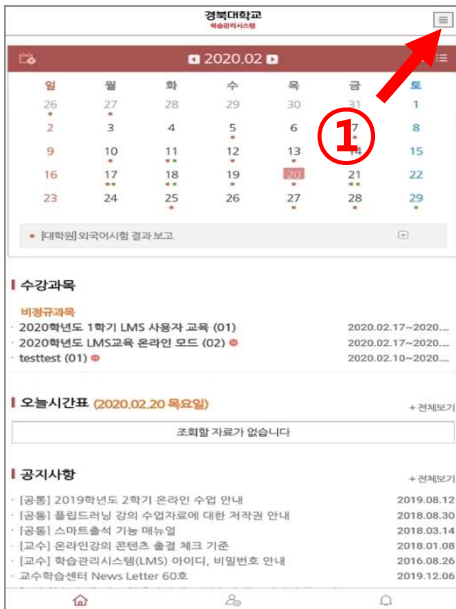 경북대학교
학습관리시스템
2020.02
일 월 화 수 목 금 토
26 27 28 29 30 31 1
2 3 4 5 6 7 8
9 10 11 12 13 14 15
16 17 18 19 20 21 22
23 24 25 26 27 28 29
①
• [대학원]외국어시험 결과 보고
수강과목
비정규과목
· 2020학년도 1학기 LMS 사용자 교육 (01) 2020.02.17~2020....
· 2020학년도 LMS교육 온라인 모드 (02) 2020.02.17~2020....
· testtest (01) 2020.02.10~2020....
오늘시간표 (2020.02.20 목요일) +전체보기
조회할 자료가 없습니다
공지사항 +전체보기
· [공통] 2019학년도 2학기 온라인 수업 안내 2019.08.12
· [공통] 플립드러닝 강의 수업자료에 대한 저작권 안내 2018.08.30
· [공통] 스마트출석 기능 매뉴얼 2018.03.14
· [교수] 온라인강의 콘텐츠 출결 체크 기준 2018.01.08
· [교수] 학습관리시스템(LMS) 아이디, 비밀번호 안내 2016.08.26
· 교수학습센터 News Letter 60호 2019.12.06